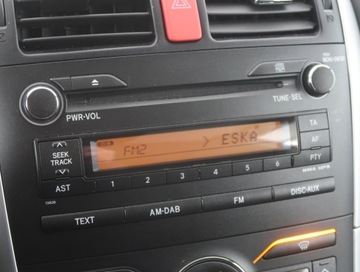 PWR•VOL
TUNE•SEL
FM2 > ESKA
SEEK
TRACK
TA
AF
PTY
AST
1 2 3 4 5 6
DISC•AUX
TEXT
AM•DAB
FM